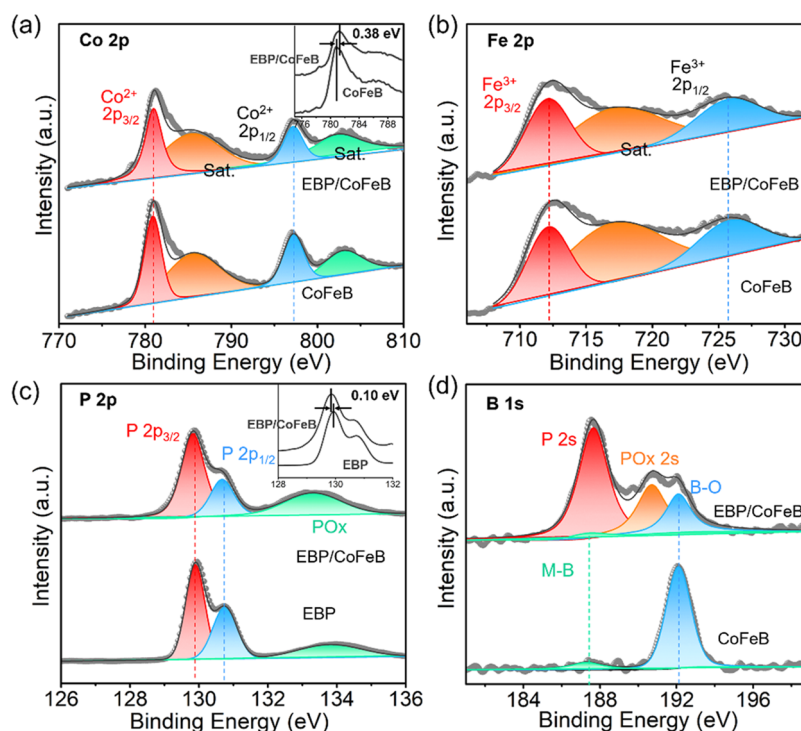 (a)
Co 2p
0.38 eV
EBP/CoFeB
CoFeB
776 780 784 788
Co²⁺
2p₃/₂
Co²⁺
2p₁/₂
Sat.
Sat.
EBP/CoFeB
CoFeB
Intensity (a.u.)
770 780 790 800 810
Binding Energy (eV)
(b)
Fe 2p
Fe³⁺
2p₃/₂
Fe³⁺
2p₁/₂
Sat.
EBP/CoFeB
CoFeB
Intensity (a.u.)
710 715 720 725 730
Binding Energy (eV)
(c)
P 2p
0.10 eV
EBP/CoFeB
EBP
128 130 132
P 2p₃/₂
P 2p₁/₂
POx
EBP/CoFeB
EBP
Intensity (a.u.)
126 128 130 132 134 136
Binding Energy (eV)
(d)
B 1s
P 2s
POx 2s
B-O
EBP/CoFeB
M-B
CoFeB
Intensity (a.u.)
184 188 192 196
Binding Energy (eV)